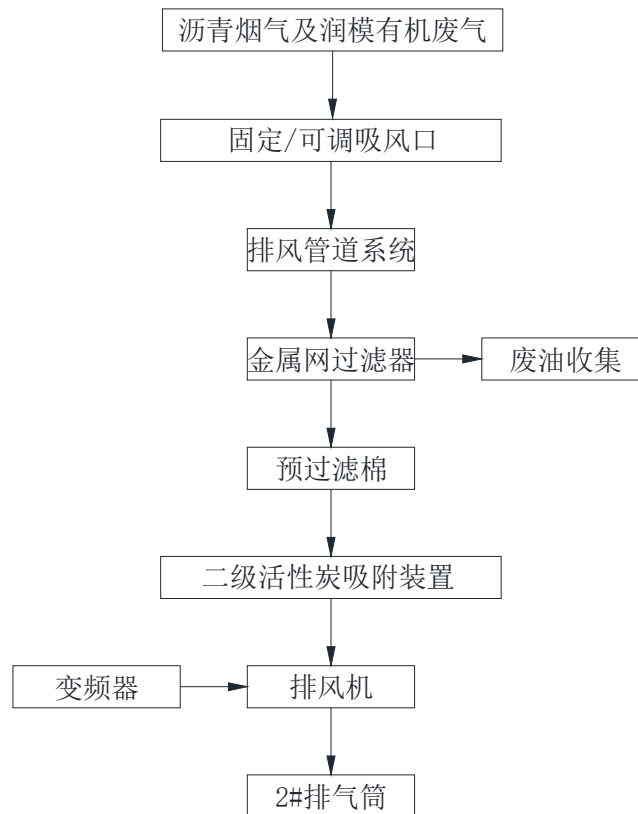 沥青烟气及润模有机废气
固定/可调吸风口
排风管道系统
金属网过滤器
废油收集
预过滤棉
二级活性炭吸附装置
变频器
排风机
2#排气筒